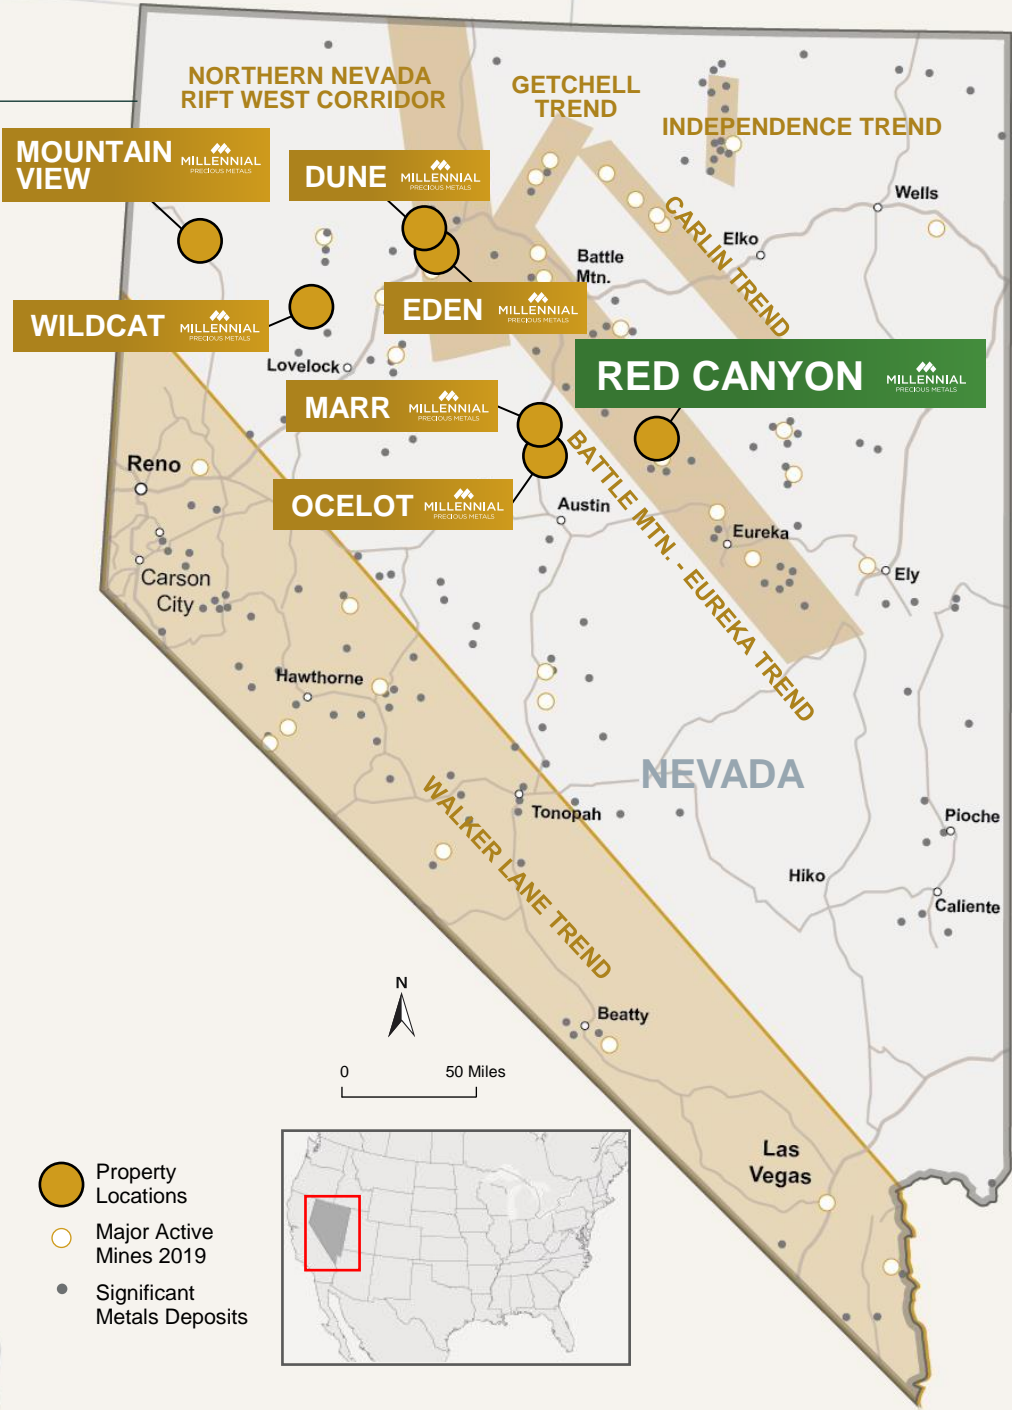 NORTHERN NEVADA
RIFT WEST CORRIDOR
GETCHELL
TREND
INDEPENDENCE TREND
MOUNTAIN
VIEW
MILLENNIAL
PRECIOUS METALS
DUNE
MILLENNIAL
PRECIOUS METALS
Wells
CARLIN TREND
Elko
Battle
Mtn.
EDEN
MILLENNIAL
PRECIOUS METALS
WILDCAT
MILLENNIAL
PRECIOUS METALS
Lovelock
RED CANYON
MILLENNIAL
PRECIOUS METALS
MARR
MILLENNIAL
PRECIOUS METALS
BATTLE MTN. - EUREKA TREND
Reno
OCELOT
MILLENNIAL
PRECIOUS METALS
Austin
Eureka
Ely
Carson
City
Hawthorne
NEVADA
WALKER LANE TREND
Tonopah
Pioche
Hiko
Caliente
N
Beatty
0
50 Miles
Las
Vegas
Property
Locations
Major Active
Mines 2019
Significant
Metals Deposits